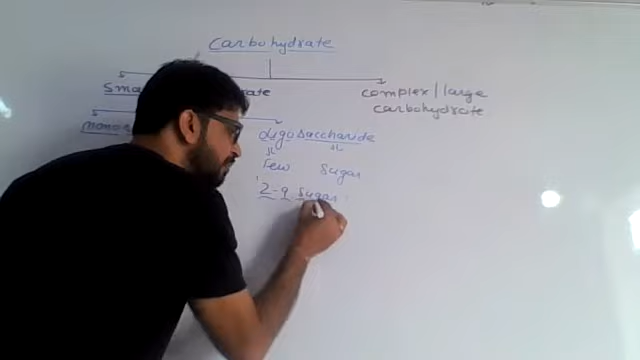 Carbohydrate
complex/large
carbohydrate
oligosaccharide
Few Sugar
2-9 sugar